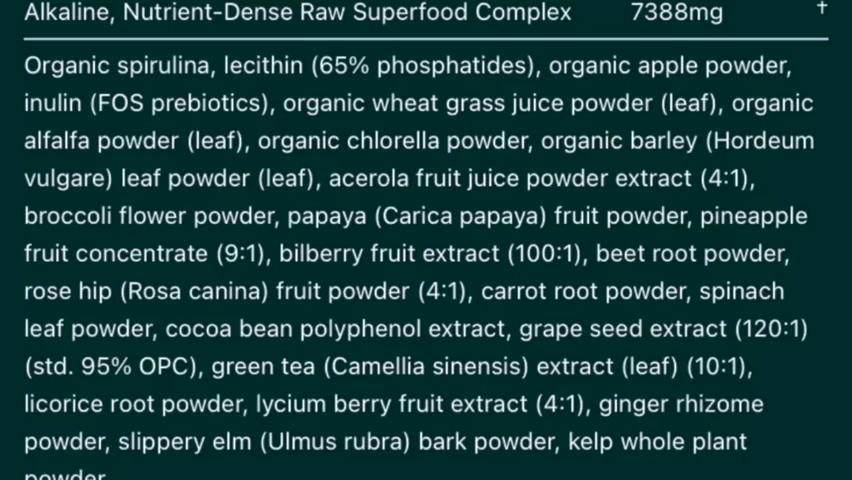 Alkaline, Nutrient-Dense Raw Superfood Complex 7388mg †
Organic spirulina, lecithin (65% phosphatides), organic apple powder,
inulin (FOS prebiotics), organic wheat grass juice powder (leaf), organic
alfalfa powder (leaf), organic chlorella powder, organic barley (Hordeum
vulgare) leaf powder (leaf), acerola fruit juice powder extract (4:1),
broccoli flower powder, papaya (Carica papaya) fruit powder, pineapple
fruit concentrate (9:1), bilberry fruit extract (100:1), beet root powder,
rose hip (Rosa canina) fruit powder (4:1), carrot root powder, spinach
leaf powder, cocoa bean polyphenol extract, grape seed extract (120:1)
(std. 95% OPC), green tea (Camellia sinensis) extract (leaf) (10:1),
licorice root powder, lycium berry fruit extract (4:1), ginger rhizome
powder, slippery elm (Ulmus rubra) bark powder, kelp whole plant
powder